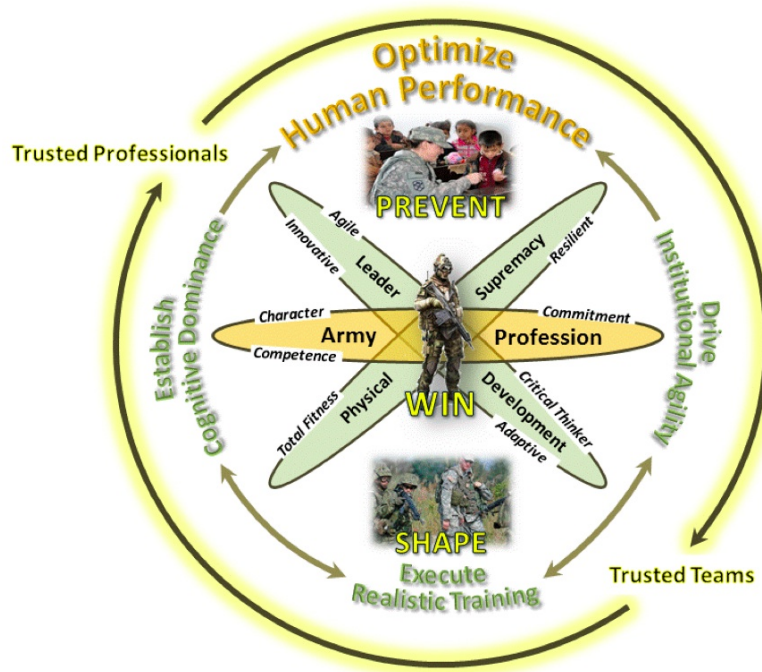 Optimize
Human Performance
Trusted Professionals
PREVENT
Agile
Innovative
Leader
Supremacy
Resilient
Establish
Cognitive Dominance
Drive
Institutional Agility
Character
Commitment
Army
Profession
Competence
Total Fitness
Physical
WIN
Development
Critical Thinker
Adaptive
SHAPE
Execute
Realistic Training
Trusted Teams